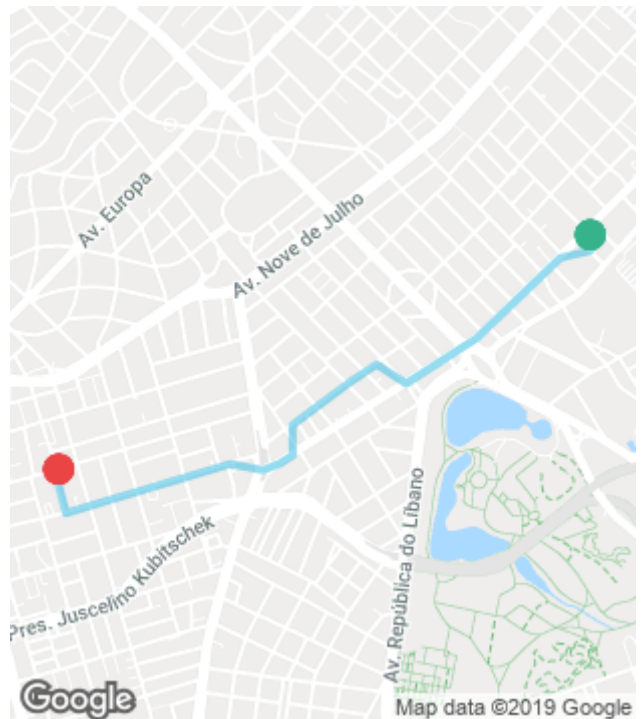 Av. Europa
Av. Nove de Julho
Av. República do Líbano
Pres. Juscelino Kubitschek
Google
Map data ©2019 Google